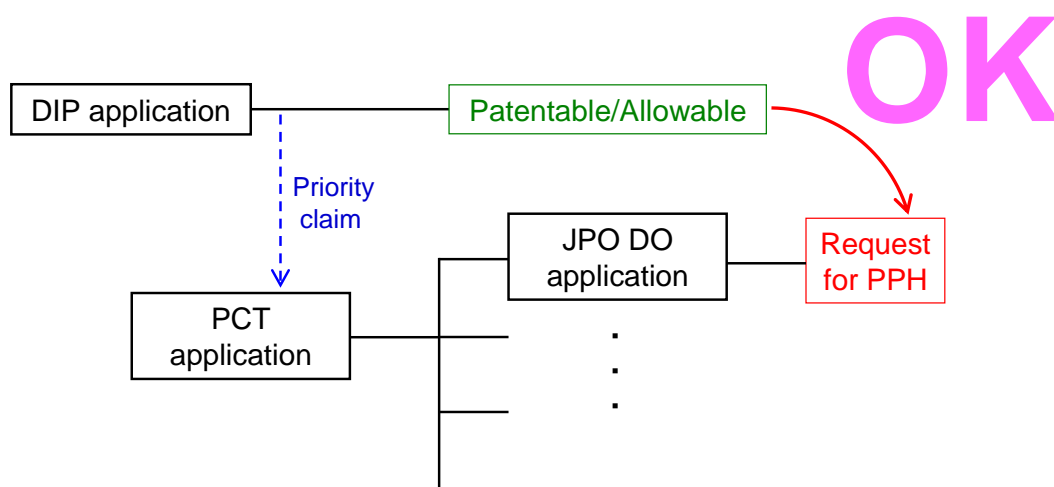 OK
DIP application
Patentable/Allowable
Priority
claim
JPO DO
application
Request
for PPH
PCT
application